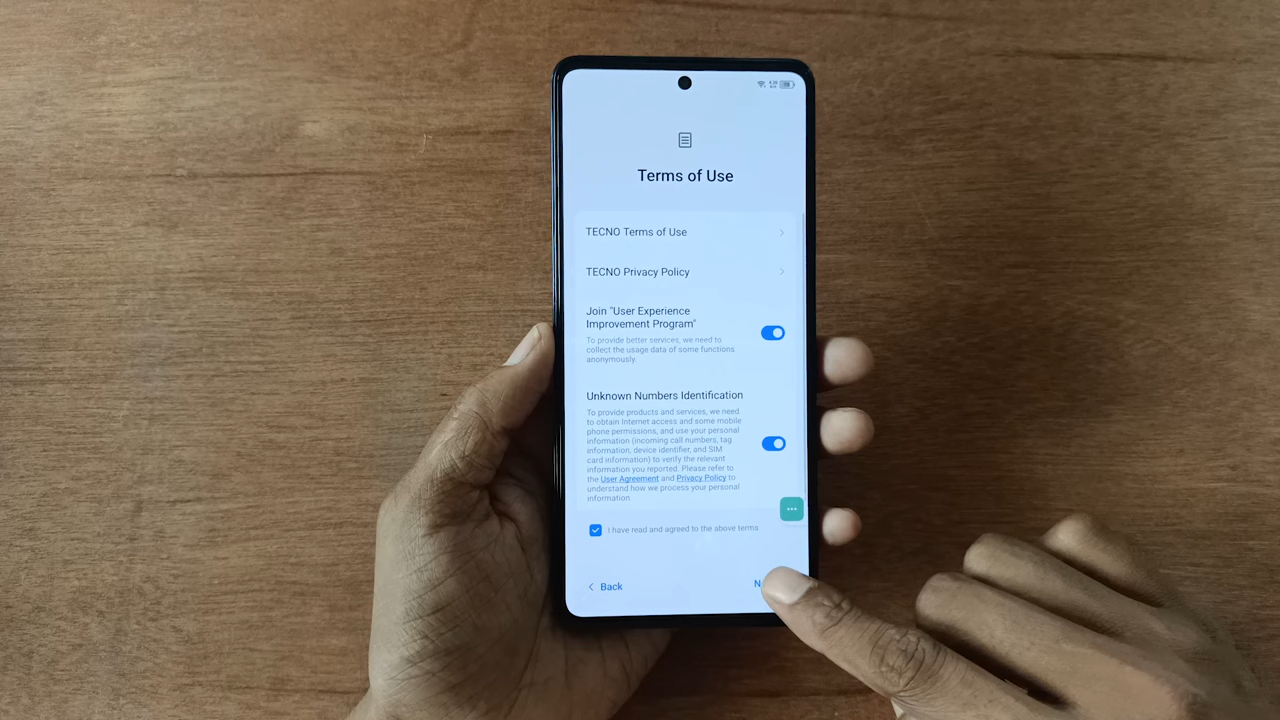 Terms of Use
TECNO Terms of Use
TECNO Privacy Policy
Join "User Experience
Improvement Program"
To provide better services, we need to
collect the usage data of some functions
anonymously.
Unknown Numbers Identification
To provide products and services, we need
to obtain Internet access and some mobile
phone permissions, and use your personal
information (incoming call numbers, tag
information, device identifier, and SIM
card information) to verify the relevant
information you reported. Please refer to
the User Agreement and Privacy Policy to
understand how we process your personal
information
I have read and agreed to the above terms
Back